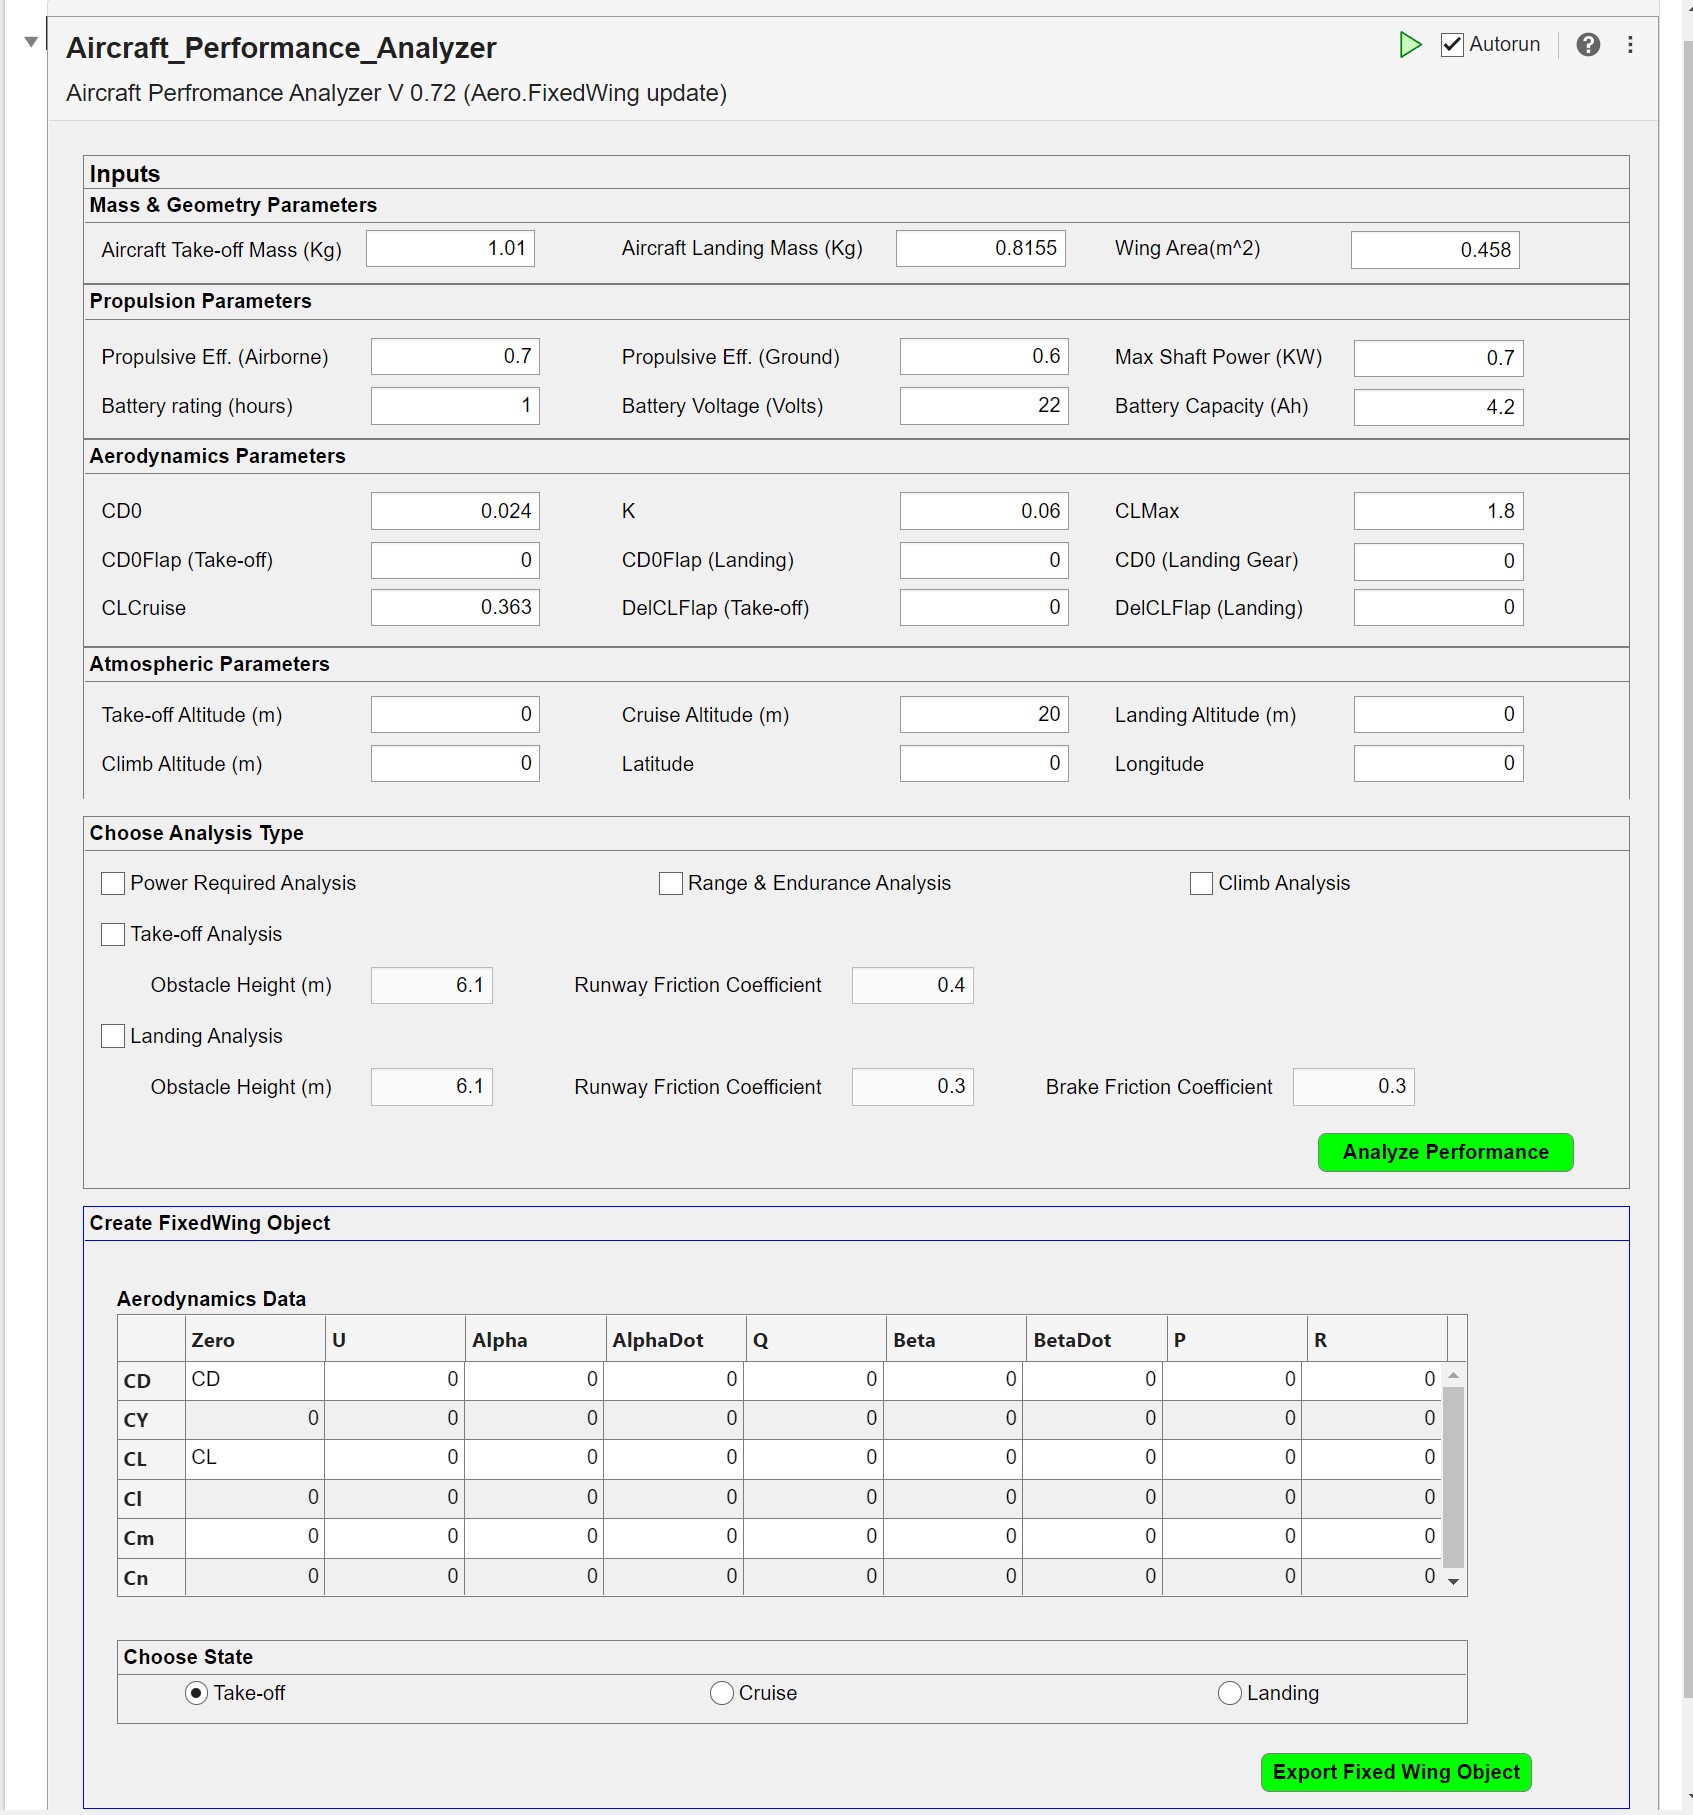 Aircraft_Performance_Analyzer
Autorun
Aircraft Perfromance Analyzer V 0.72 (Aero.FixedWing update)
Inputs
Mass & Geometry Parameters
Aircraft Take-off Mass (Kg) 1.01 Aircraft Landing Mass (Kg) 0.8155 Wing Area(m^2) 0.458
Propulsion Parameters
Propulsive Eff. (Airborne) 0.7 Propulsive Eff. (Ground) 0.6 Max Shaft Power (KW) 0.7
Battery rating (hours) 1 Battery Voltage (Volts) 22 Battery Capacity (Ah) 4.2
Aerodynamics Parameters
CD0 0.024 K 0.06 CLMax 1.8
CD0Flap (Take-off) 0 CD0Flap (Landing) 0 CD0 (Landing Gear) 0
CLCruise 0.363 DelCLFlap (Take-off) 0 DelCLFlap (Landing) 0
Atmospheric Parameters
Take-off Altitude (m) 0 Cruise Altitude (m) 20 Landing Altitude (m) 0
Climb Altitude (m) 0 Latitude 0 Longitude 0
Choose Analysis Type
Power Required Analysis Range & Endurance Analysis Climb Analysis
Take-off Analysis
Obstacle Height (m) 6.1 Runway Friction Coefficient 0.4
Landing Analysis
Obstacle Height (m) 6.1 Runway Friction Coefficient 0.3 Brake Friction Coefficient 0.3
Analyze Performance
Create FixedWing Object
Aerodynamics Data
Zero U Alpha AlphaDot Q Beta BetaDot P R
CD CD 0 0 0 0 0 0 0 0
CY 0 0 0 0 0 0 0 0 0
CL CL 0 0 0 0 0 0 0 0
Cl 0 0 0 0 0 0 0 0 0
Cm 0 0 0 0 0 0 0 0 0
Cn 0 0 0 0 0 0 0 0 0
Choose State
Take-off Cruise Landing
Export Fixed Wing Object